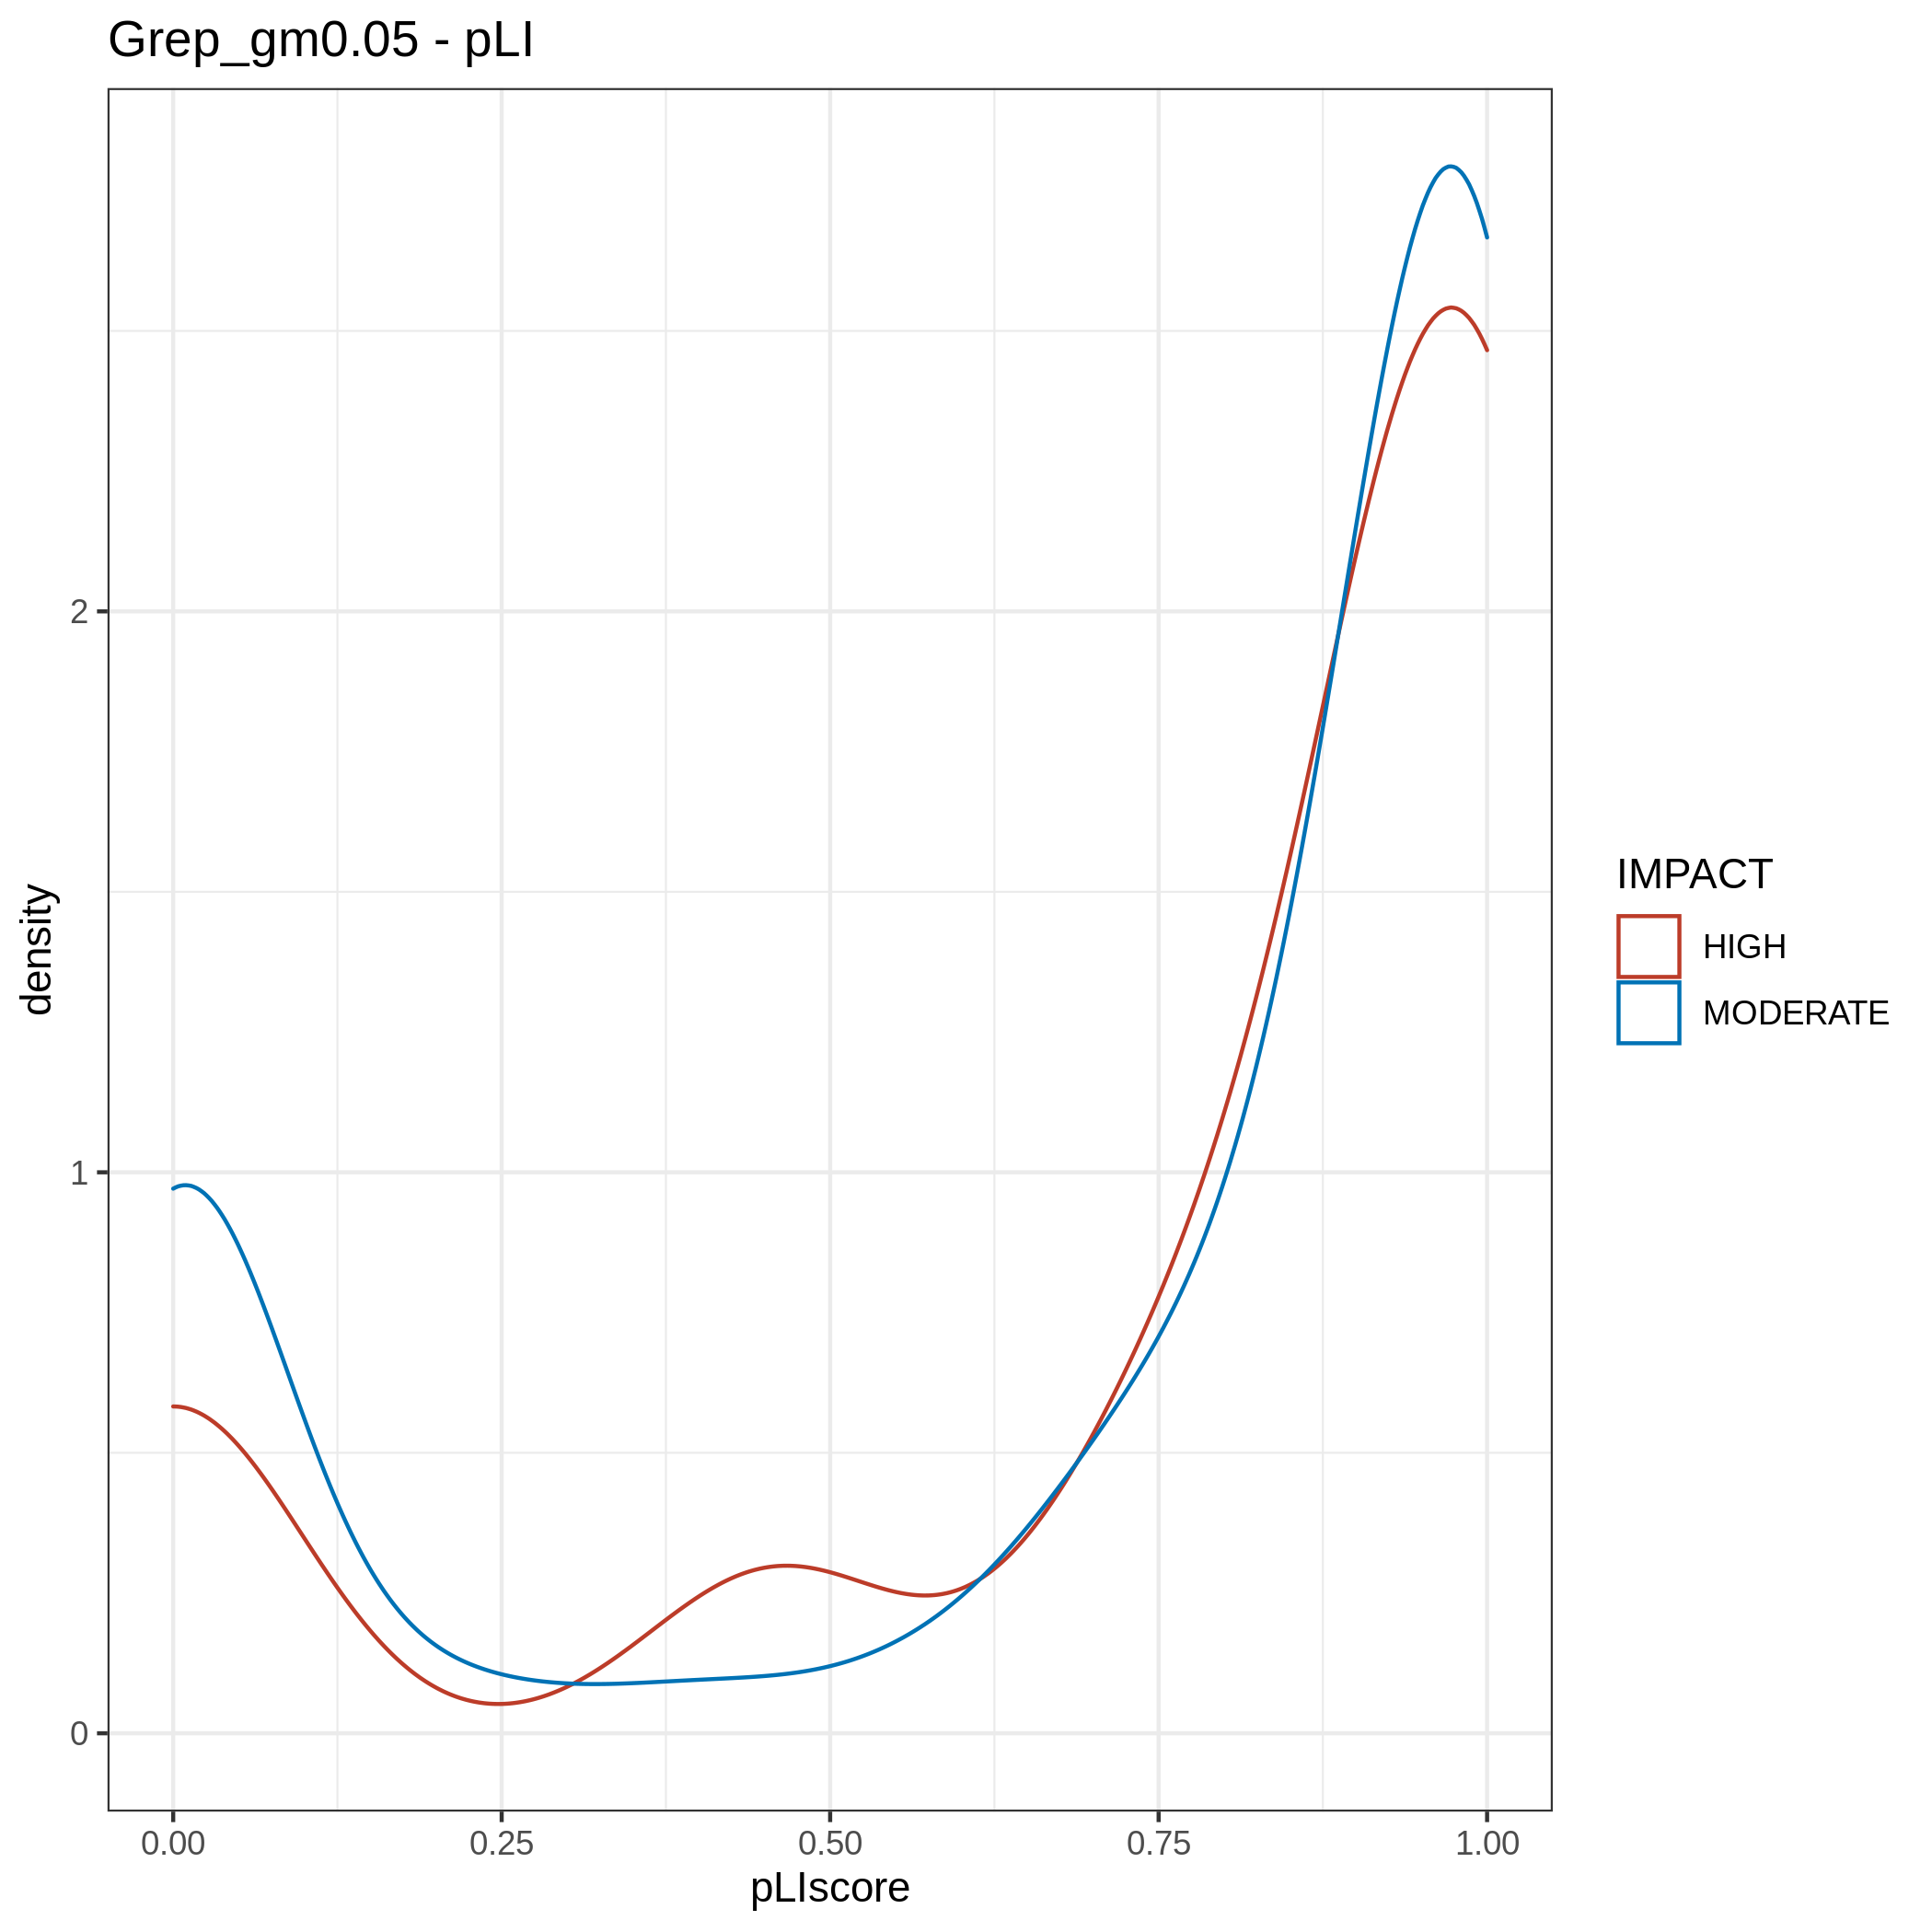 Grep_gm0.05 - pLI
density
2
1
0
0.00 0.25 0.50 0.75 1.00
pLIscore
IMPACT
HIGH
MODERATE